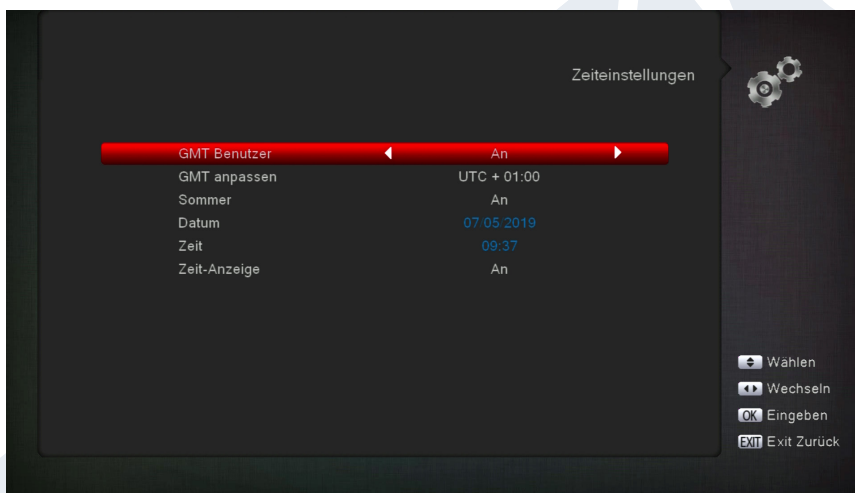 Zeiteinstellungen
GMT Benutzer An
GMT anpassen UTC + 01:00
Sommer An
Datum 07/05/2019
Zeit 09:37
Zeit-Anzeige An
Wählen
Wechseln
OK Eingeben
EXIT Exit Zurück